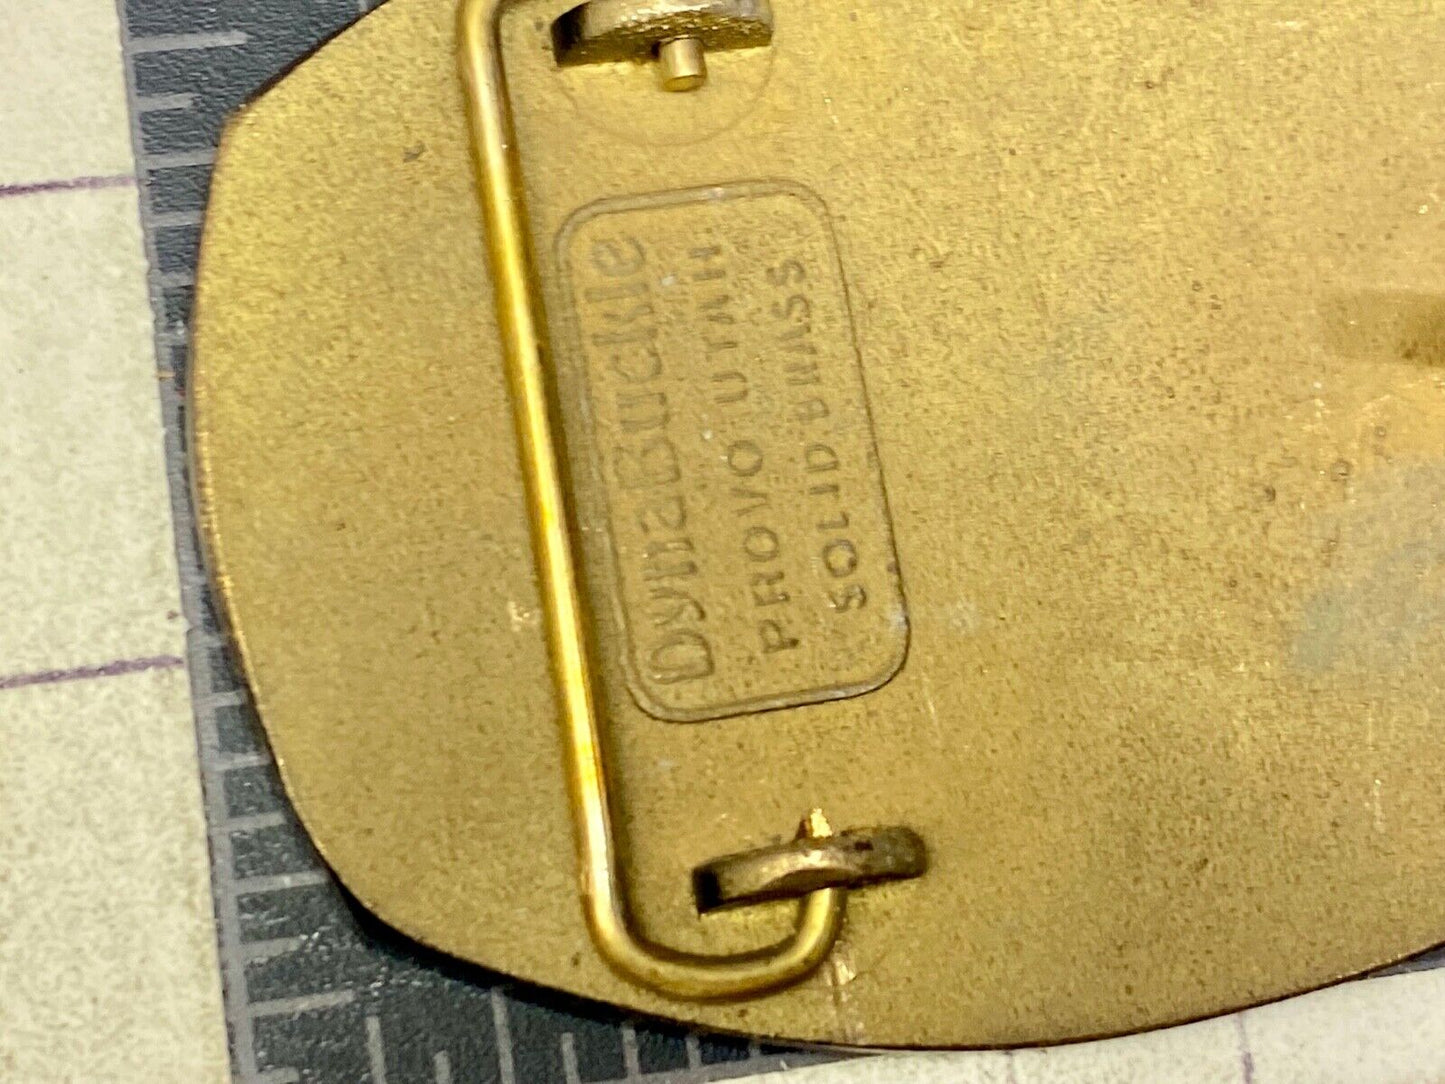 DynaBuckle
PROVO UTAH
SOLID BRASS